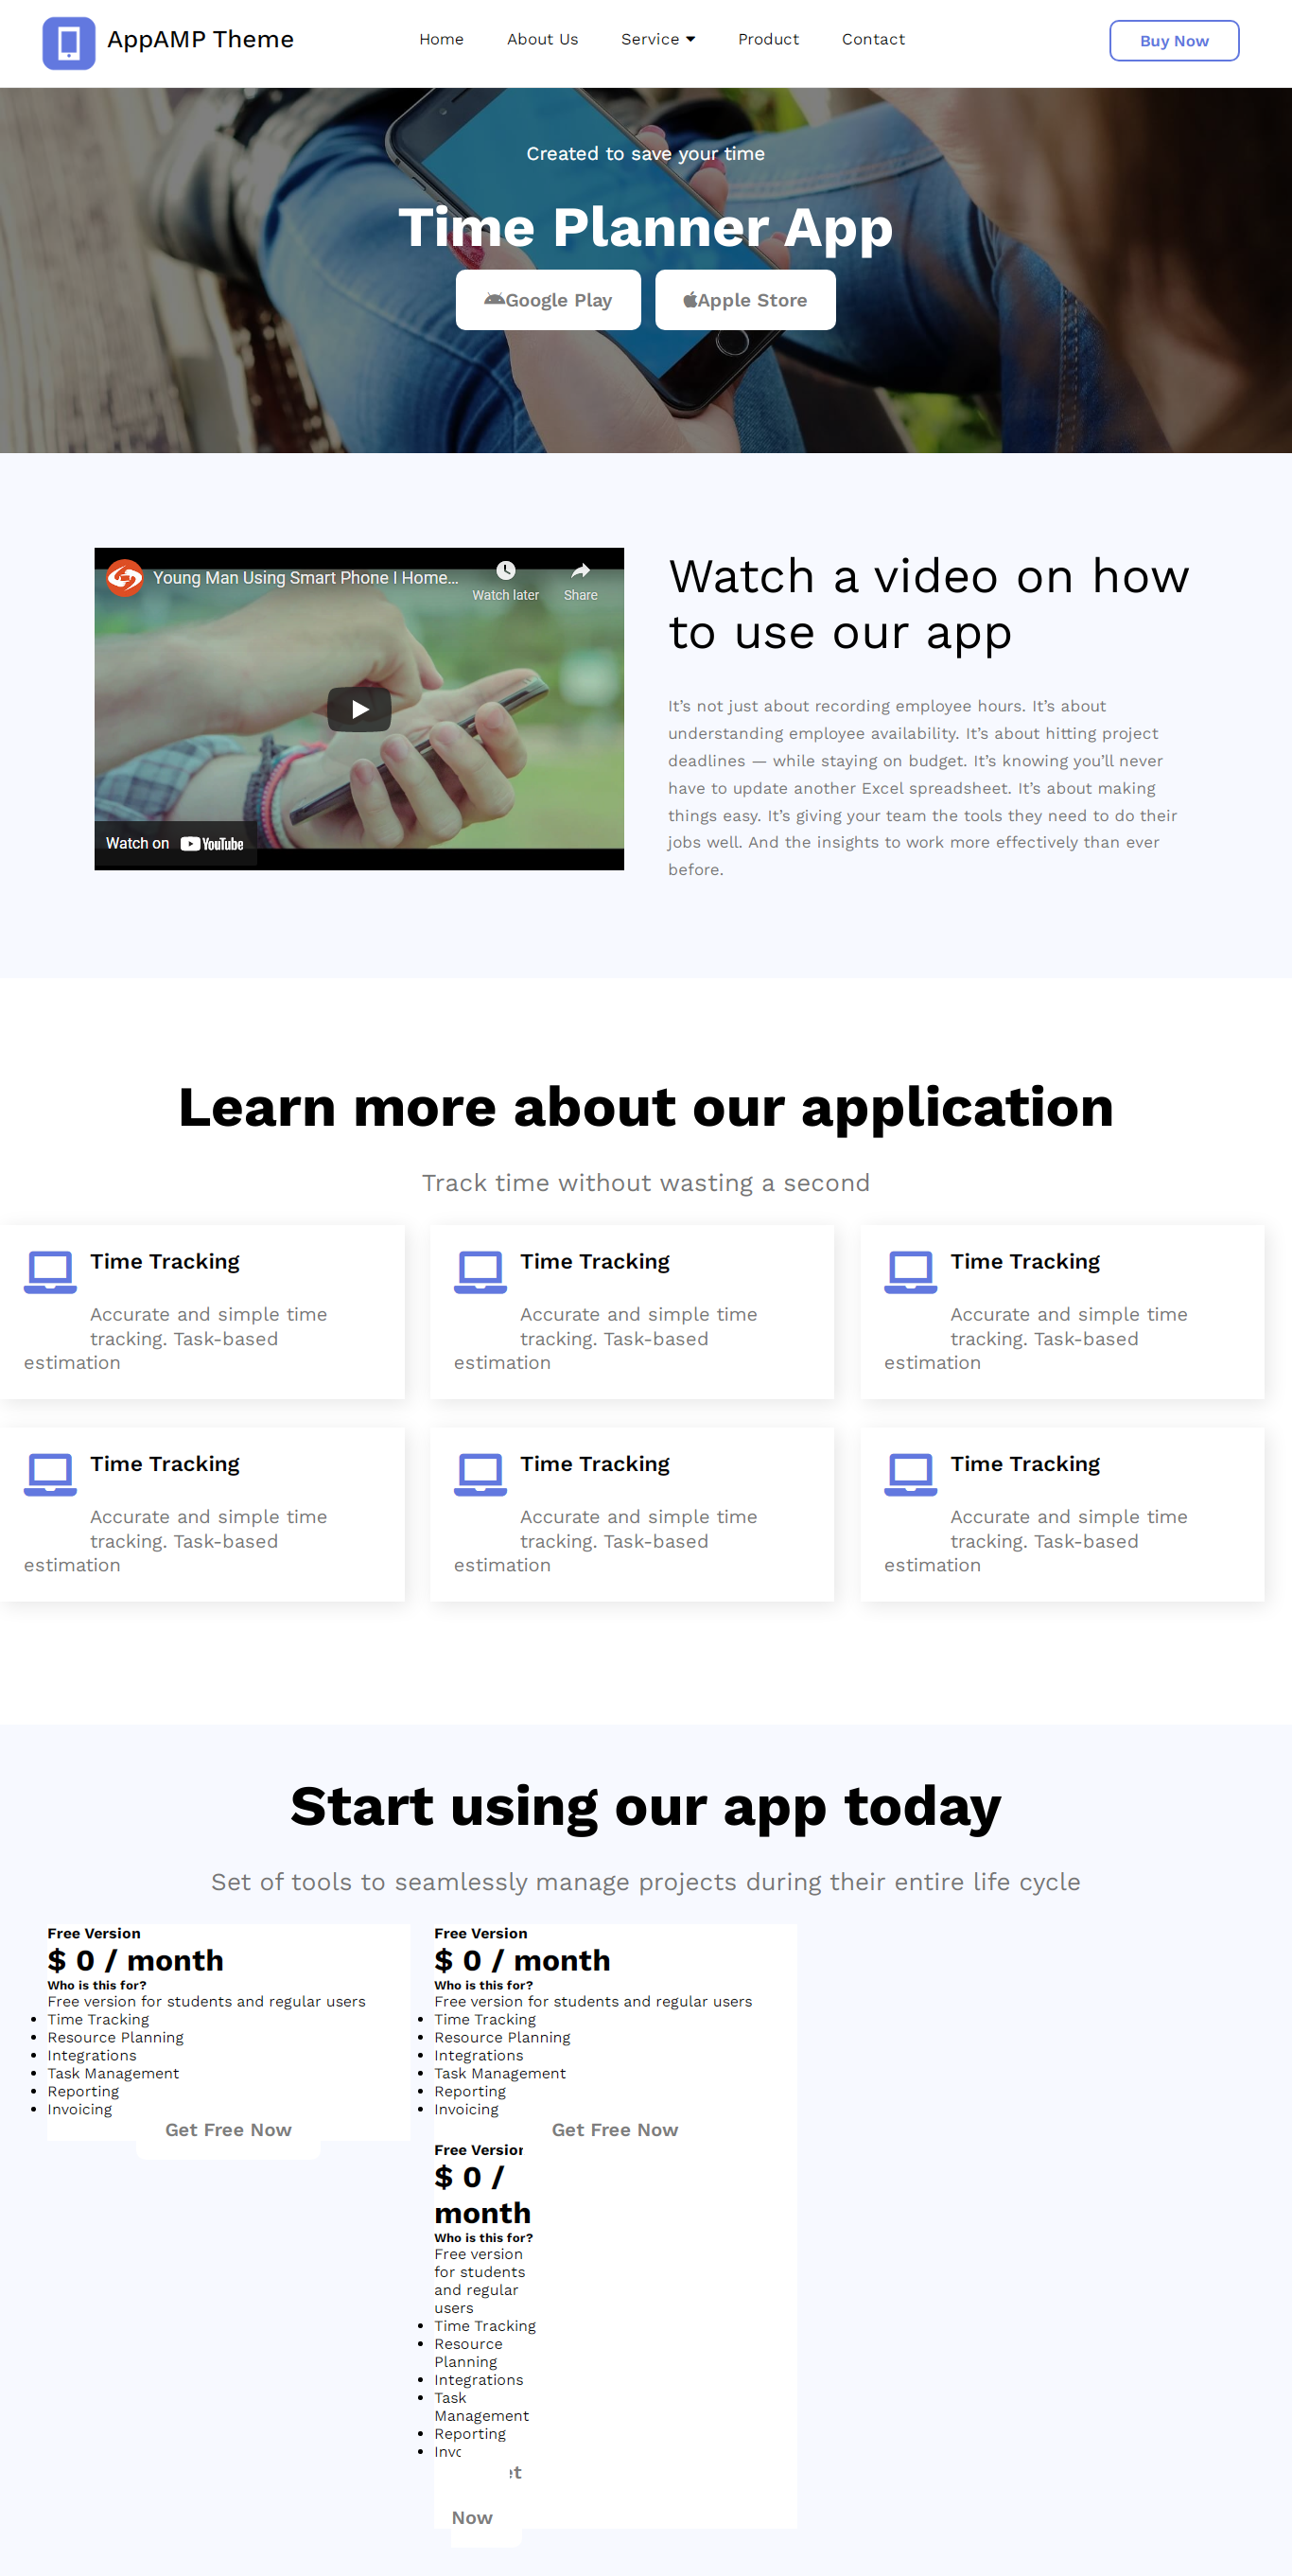 AppAMP Theme
Home
About Us
Service
Product
Contact
Buy Now
Created to save your time
Time Planner App
Google Play
Apple Store
Young Man Using Smart Phone I Home...
Watch later
Share
Watch on YouTube
Watch a video on how
to use our app
It’s not just about recording employee hours. It’s about
understanding employee availability. It’s about hitting project
deadlines — while staying on budget. It’s knowing you’ll never
have to update another Excel spreadsheet. It’s about making
things easy. It’s giving your team the tools they need to do their
jobs well. And the insights to work more effectively than ever
before.
Learn more about our application
Track time without wasting a second
Time Tracking
Accurate and simple time
tracking. Task-based
estimation
Time Tracking
Accurate and simple time
tracking. Task-based
estimation
Time Tracking
Accurate and simple time
tracking. Task-based
estimation
Time Tracking
Accurate and simple time
tracking. Task-based
estimation
Time Tracking
Accurate and simple time
tracking. Task-based
estimation
Time Tracking
Accurate and simple time
tracking. Task-based
estimation
Start using our app today
Set of tools to seamlessly manage projects during their entire life cycle
Free Version
$ 0 / month
Who is this for?
Free version for students and regular users
• Time Tracking
• Resource Planning
• Integrations
• Task Management
• Reporting
• Invoicing
Get Free Now
Free Version
$ 0 / month
Who is this for?
Free version for students and regular users
• Time Tracking
• Resource Planning
• Integrations
• Task Management
• Reporting
• Invoicing
Get Free Now
Free
$ 0 /
month
Who is this for?
Free version
for students
and regular
users
• Time Tracking
• Resource
Planning
• Integrations
• Task
Management
• Reporting
Now